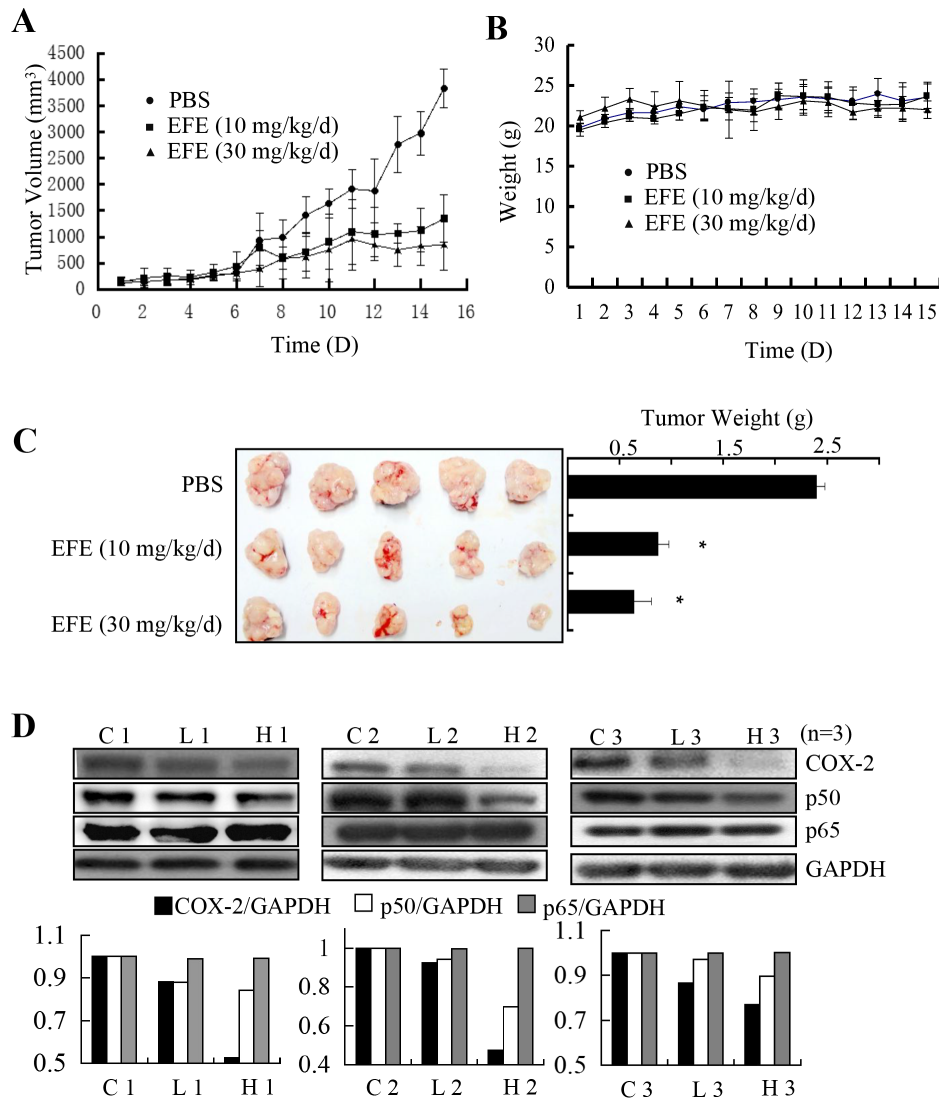 A
4500
4000
3500
3000
2500
2000
1500
1000
500
0
Tumor Volume (mm³)
PBS
EFE (10 mg/kg/d)
EFE (30 mg/kg/d)
0 2 4 6 8 10 12 14 16
Time (D)
B
30
25
20
15
10
5
0
Weight (g)
PBS
EFE (10 mg/kg/d)
EFE (30 mg/kg/d)
1 2 3 4 5 6 7 8 9 10 11 12 13 14 15
Time (D)
C
Tumor Weight (g)
0.5 2.5
PBS
EFE (10 mg/kg/d) *
EFE (30 mg/kg/d) *
D
C 1 L 1 H 1 C 2 L 2 H 2 C 3 L 3 H 3 (n=3)
COX-2
p50
p65
GAPDH
COX-2/GAPDH p50/GAPDH p65/GAPDH
1.1
0.9
0.7
0.5
C 1 L 1 H 1
1
0.8
0.6
0.4
C 2 L 2 H 2
1.1
0.9
0.7
0.5
C 3 L 3 H 3